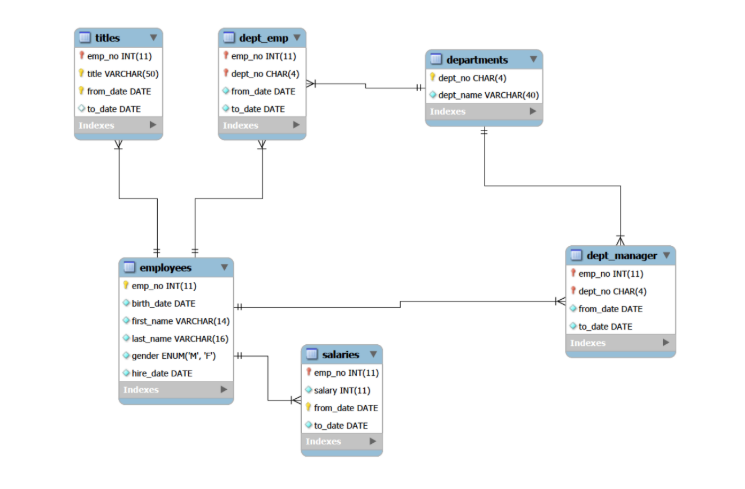 titles
emp_no INT(11)
title VARCHAR(50)
from_date DATE
to_date DATE
Indexes
dept_emp
emp_no INT(11)
dept_no CHAR(4)
from_date DATE
to_date DATE
Indexes
departments
dept_no CHAR(4)
dept_name VARCHAR(40)
Indexes
employees
emp_no INT(11)
birth_date DATE
first_name VARCHAR(14)
last_name VARCHAR(16)
gender ENUM('M', 'F')
hire_date DATE
Indexes
dept_manager
emp_no INT(11)
dept_no CHAR(4)
from_date DATE
to_date DATE
Indexes
salaries
emp_no INT(11)
salary INT(11)
from_date DATE
to_date DATE
Indexes